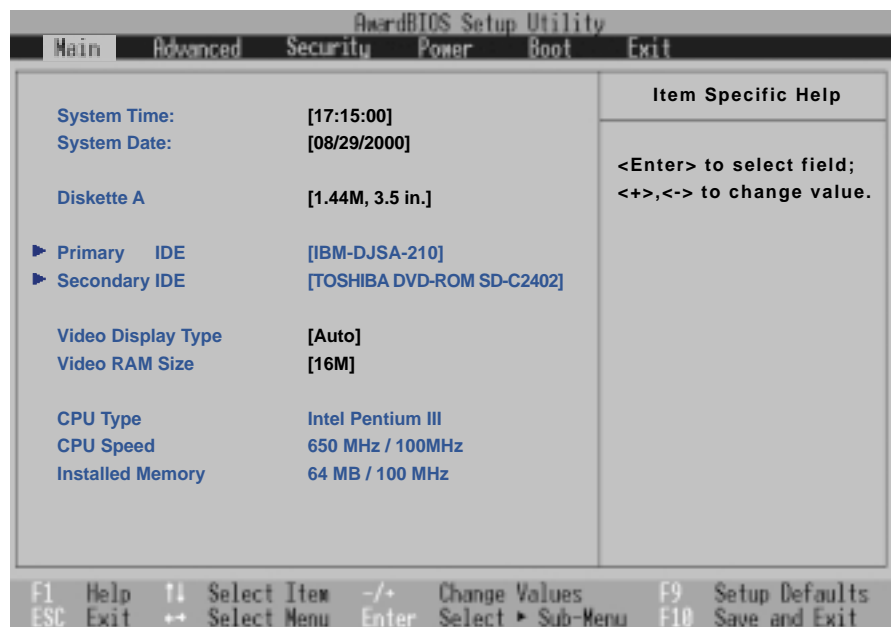 AwardBIOS Setup Utility
Main Advanced Security Power Boot Exit
Item Specific Help
System Time: [17:15:00]
System Date: [08/29/2000]
<Enter> to select field;
<+>,<-> to change value.
Diskette A [1.44M, 3.5 in.]
▶ Primary IDE [IBM-DJSA-210]
▶ Secondary IDE [TOSHIBA DVD-ROM SD-C2402]
Video Display Type [Auto]
Video RAM Size [16M]
CPU Type Intel Pentium III
CPU Speed 650 MHz / 100MHz
Installed Memory 64 MB / 100 MHz
F1 Help ↑↓ Select Item -/+ Change Values F9 Setup Defaults
ESC Exit ←→ Select Menu Enter Select ▶ Sub-Menu F10 Save and Exit